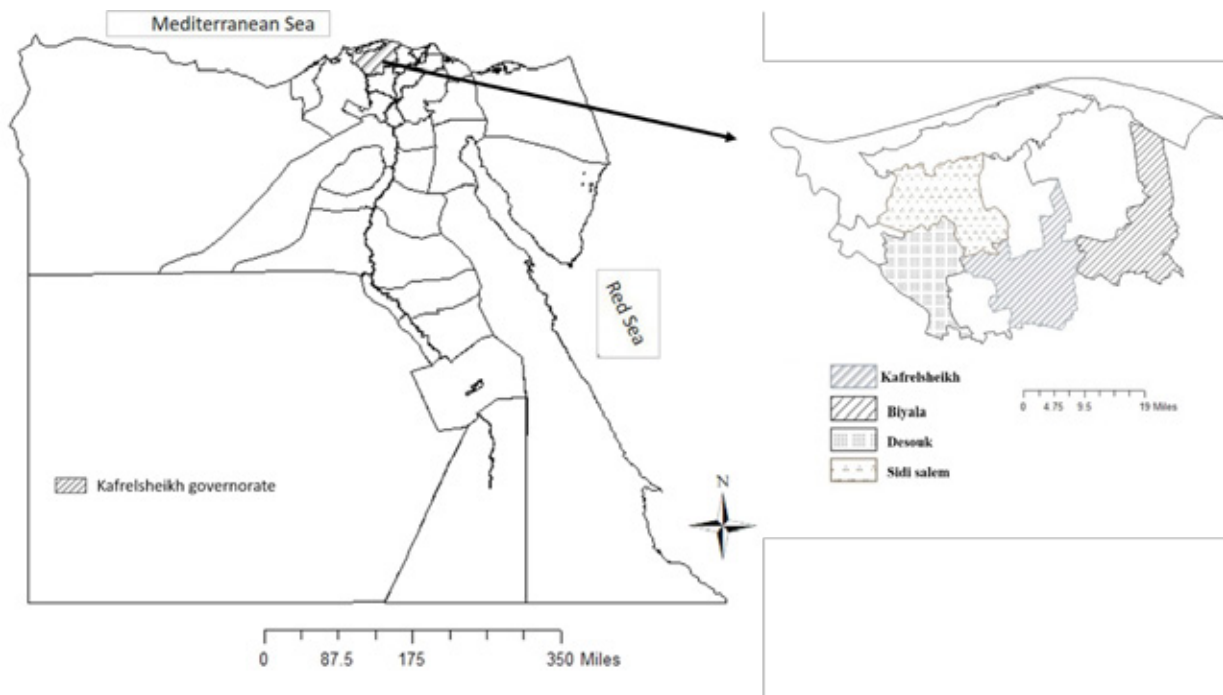 Mediterranean Sea
Red Sea
Kafrelsheikh governorate
N
0 87.5 175 350 Miles
Kafrelsheikh
Biyala
Desouk
Sidi salem
0 4.75 9.5 19 Miles